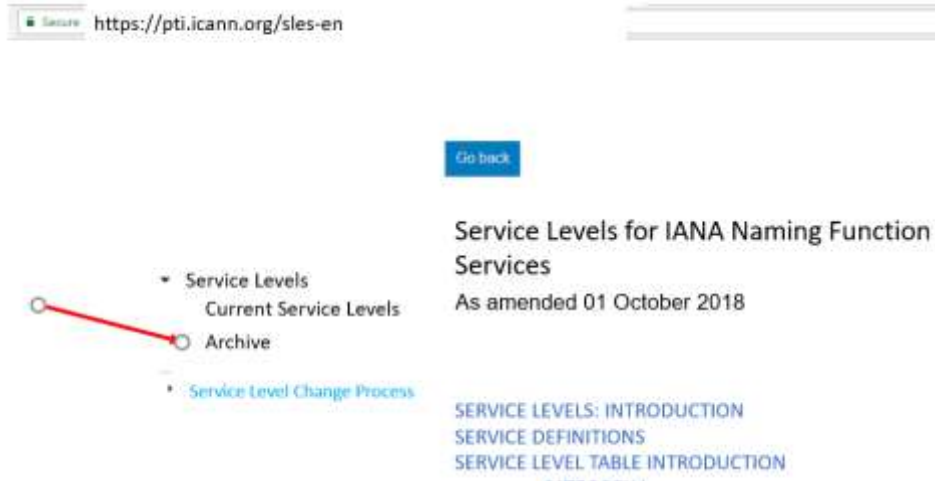 Secure https://pti.icann.org/sles-en
Go back
Service Levels for IANA Naming Function
Services
As amended 01 October 2018
Service Levels
Current Service Levels
Archive
Service Level Change Process
SERVICE LEVELS: INTRODUCTION
SERVICE DEFINITIONS
SERVICE LEVEL TABLE INTRODUCTION